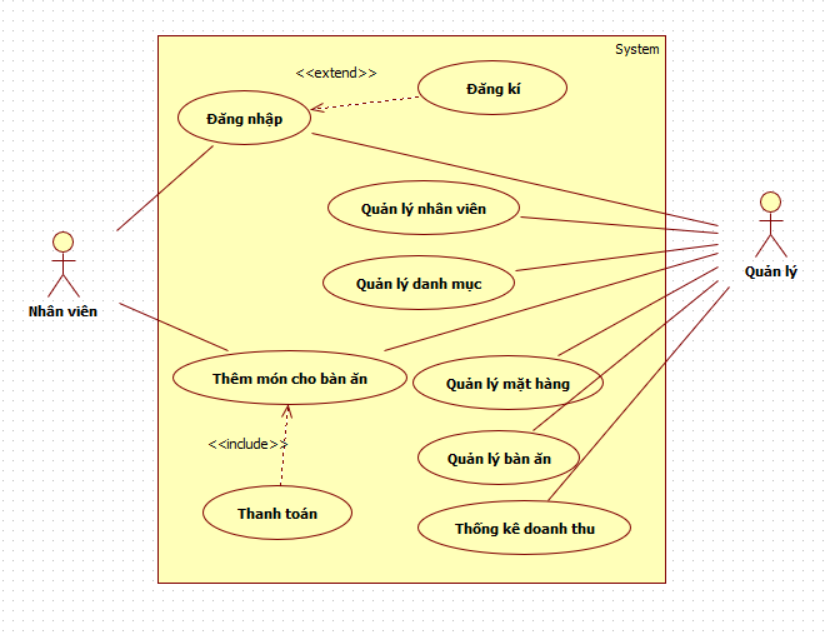 System
<<extend>>
Đăng kí
Đăng nhập
Quản lý nhân viên
Quản lý
Quản lý danh mục
Nhân viên
Thêm món cho bàn ăn
Quản lý mặt hàng
<<include>>
Quản lý bàn ăn
Thanh toán
Thống kê doanh thu